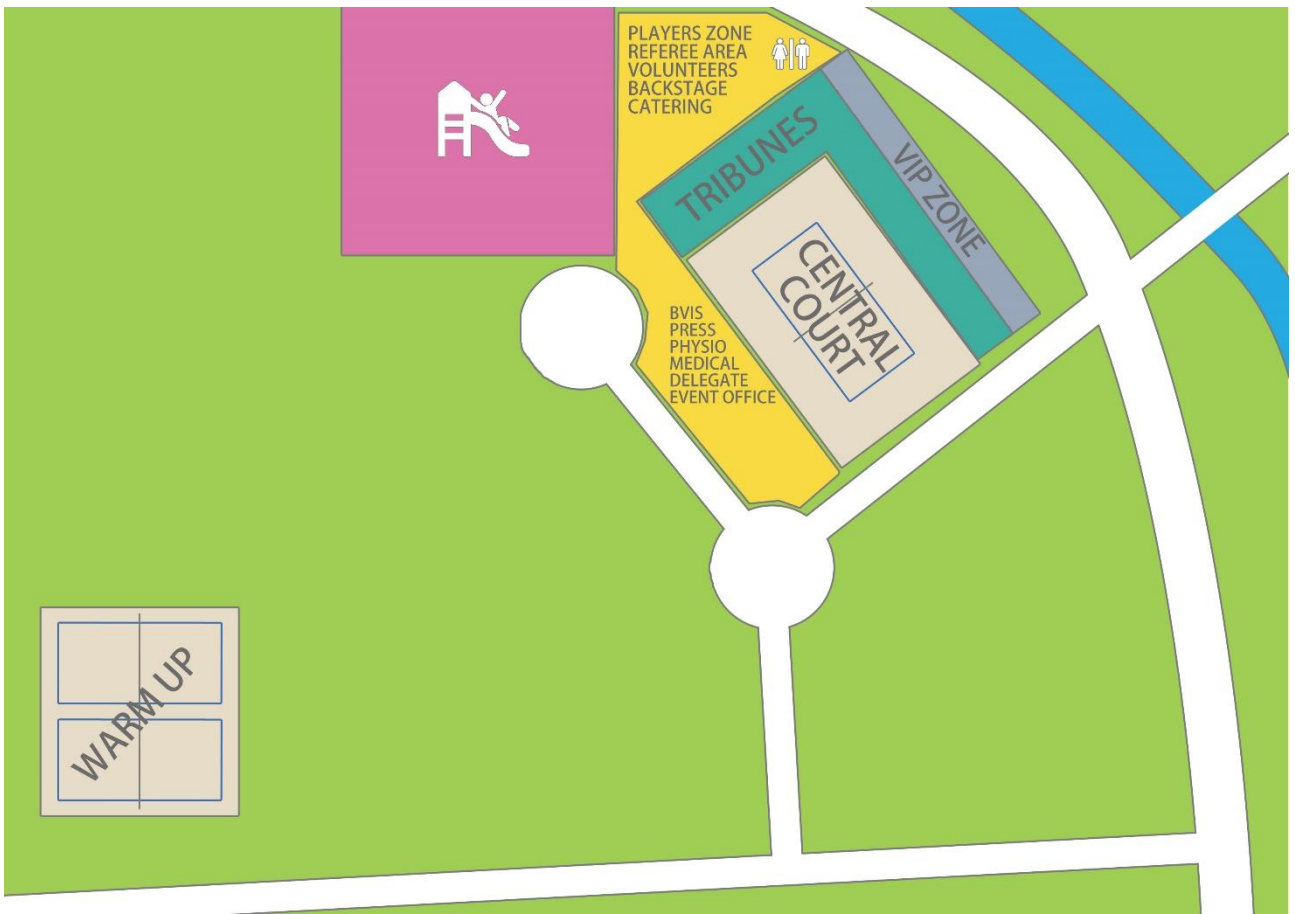 PLAYERS ZONE
REFEREE AREA
VOLUNTEERS
BACKSTAGE
CATERING
TRIBUNES
VIP ZONE
CENTRAL
COURT
BVIS
PRESS
PHYSIO
MEDICAL
DELEGATE
EVENT OFFICE
WARM UP